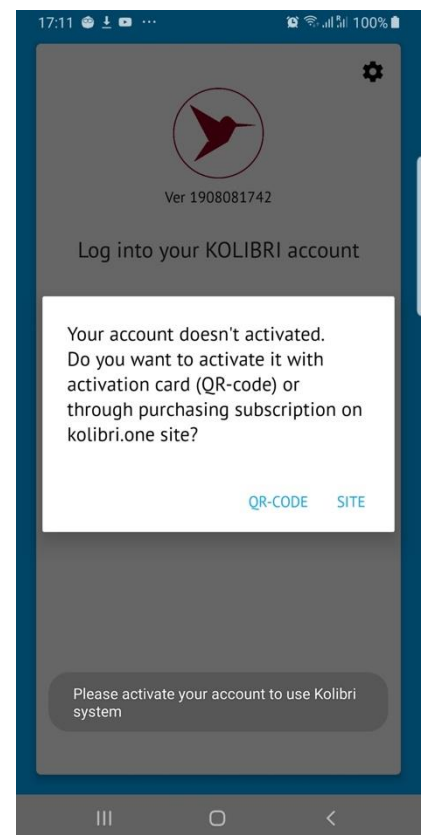 17:11 ... 100%
Ver 1908081742
Log into your KOLIBRI account
Your account doesn't activated.
Do you want to activate it with
activation card (QR-code) or
through purchasing subscription on
kolibri.one site?
QR-CODE SITE
Please activate your account to use Kolibri
system